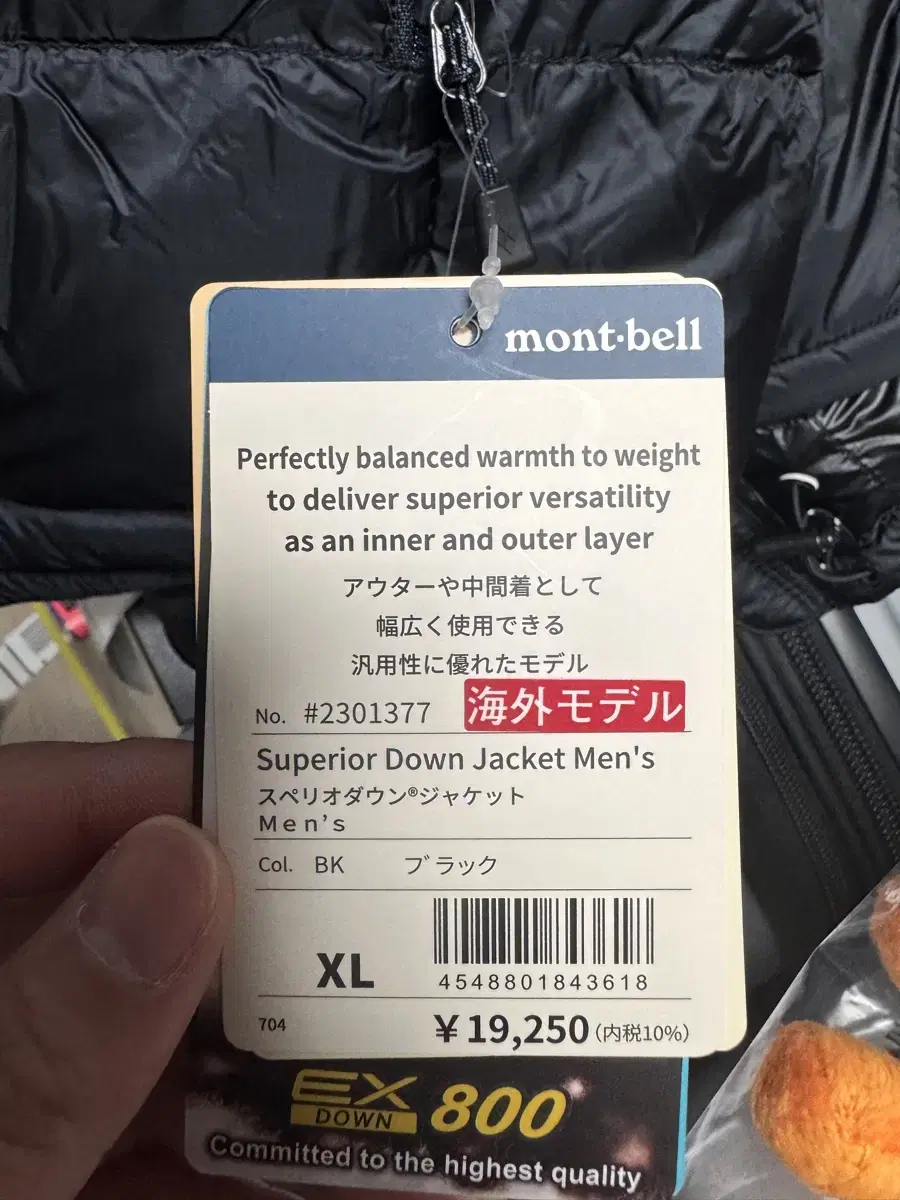 mont·bell
Perfectly balanced warmth to weight
to deliver superior versatility
as an inner and outer layer
アウターや中間着として
幅広く使用できる
汎用性に優れたモデル
No. #2301377 海外モデル
Superior Down Jacket Men's
スペリオダウン®ジャケット
Men's
Col. BK ブラック
XL
4548801843618
704 ¥19,250(内税10%)
EX DOWN 800
Committed to the highest quality